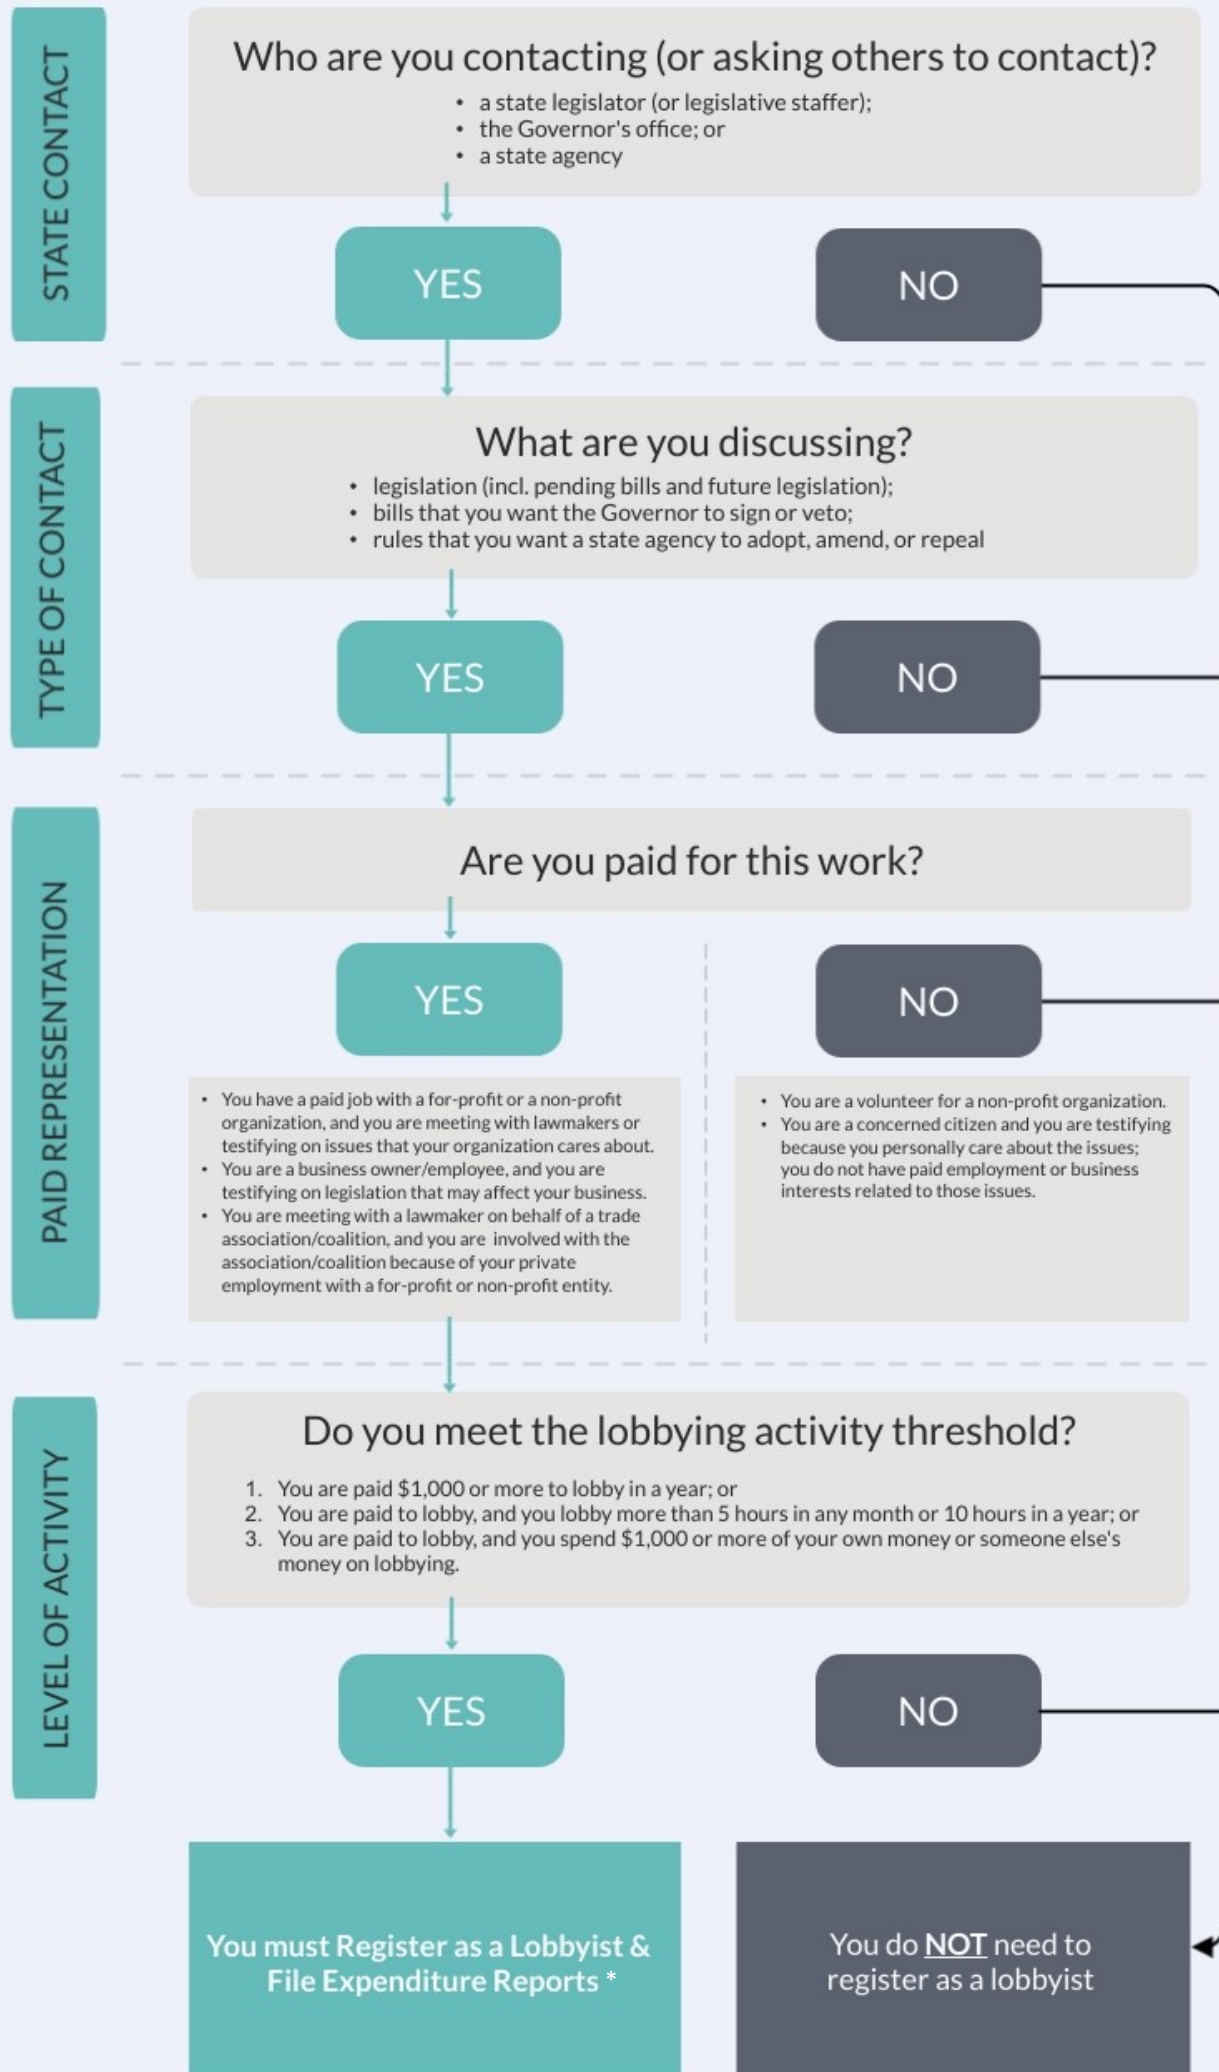 STATE CONTACT
Who are you contacting (or asking others to contact)?
• a state legislator (or legislative staffer);
• the Governor's office; or
• a state agency
YES
NO
TYPE OF CONTACT
What are you discussing?
• legislation (incl. pending bills and future legislation);
• bills that you want the Governor to sign or veto;
• rules that you want a state agency to adopt, amend, or repeal
YES
NO
PAID REPRESENTATION
Are you paid for this work?
YES
NO
• You have a paid job with a for-profit or a non-profit
organization, and you are meeting with lawmakers or
testifying on issues that your organization cares about.
• You are a business owner/employee, and you are
testifying on legislation that may affect your business.
• You are meeting with a lawmaker on behalf of a trade
association/coalition, and you are involved with the
association/coalition because of your private
employment with a for-profit or non-profit entity.
• You are a volunteer for a non-profit organization.
• You are a concerned citizen and you are testifying
because you personally care about the issues;
you do not have paid employment or business
interests related to those issues.
LEVEL OF ACTIVITY
Do you meet the lobbying activity threshold?
1. You are paid $1,000 or more to lobby in a year; or
2. You are paid to lobby, and you lobby more than 5 hours in any month or 10 hours in a year; or
3. You are paid to lobby, and you spend $1,000 or more of your own money or someone else's
money on lobbying.
YES
NO
You must Register as a Lobbyist &
File Expenditure Reports *
You do NOT need to
register as a lobbyist